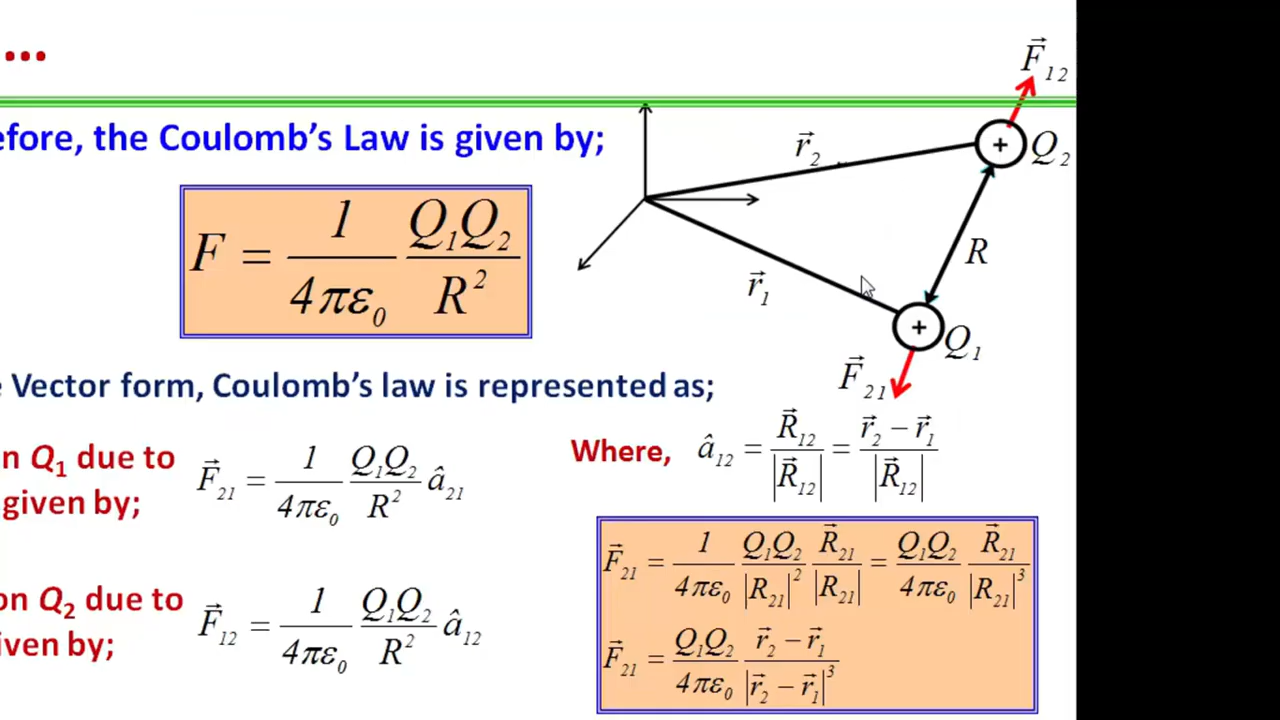 ...
efore, the Coulomb's Law is given by;
F = 1/4πε₀ Q₁Q₂/R²
F⃗₁₂
+ Q₂
r⃗₂
R
r⃗₁
+ Q₁
F⃗₂₁
e Vector form, Coulomb's law is represented as;
n Q₁ due to
given by;
F⃗₂₁ = 1/4πε₀ Q₁Q₂/R² â₂₁
on Q₂ due to
iven by;
F⃗₁₂ = 1/4πε₀ Q₁Q₂/R² â₁₂
Where, â₁₂ = R⃗₁₂/|R⃗₁₂| = r⃗₂ − r⃗₁/|R⃗₁₂|
F⃗₂₁ = 1/4πε₀ Q₁Q₂/|R₂₁|² R⃗₂₁/|R₂₁| = Q₁Q₂/4πε₀ R⃗₂₁/|R₂₁|³
F⃗₂₁ = Q₁Q₂/4πε₀ r⃗₂ − r⃗₁/|r⃗₂ − r⃗₁|³